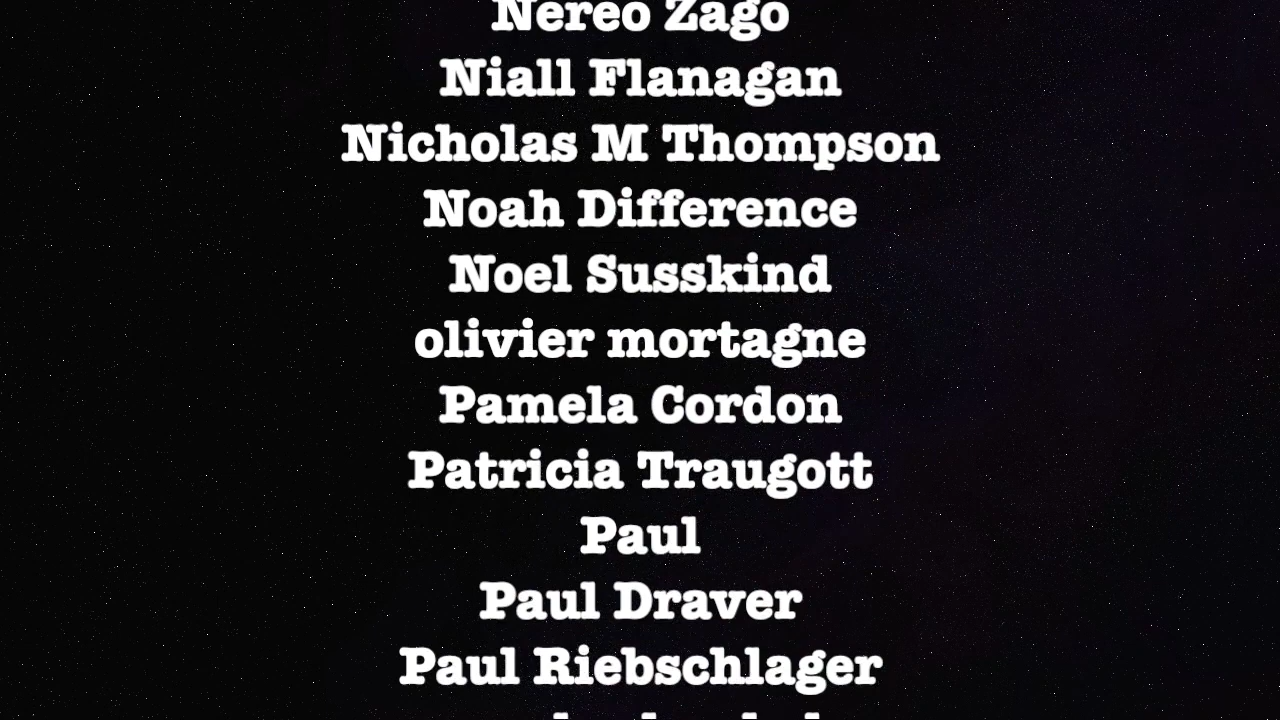 Nereo Zago
Niall Flanagan
Nicholas M Thompson
Noah Difference
Noel Susskind
olivier mortagne
Pamela Cordon
Patricia Traugott
Paul
Paul Draver
Paul Riebschlager